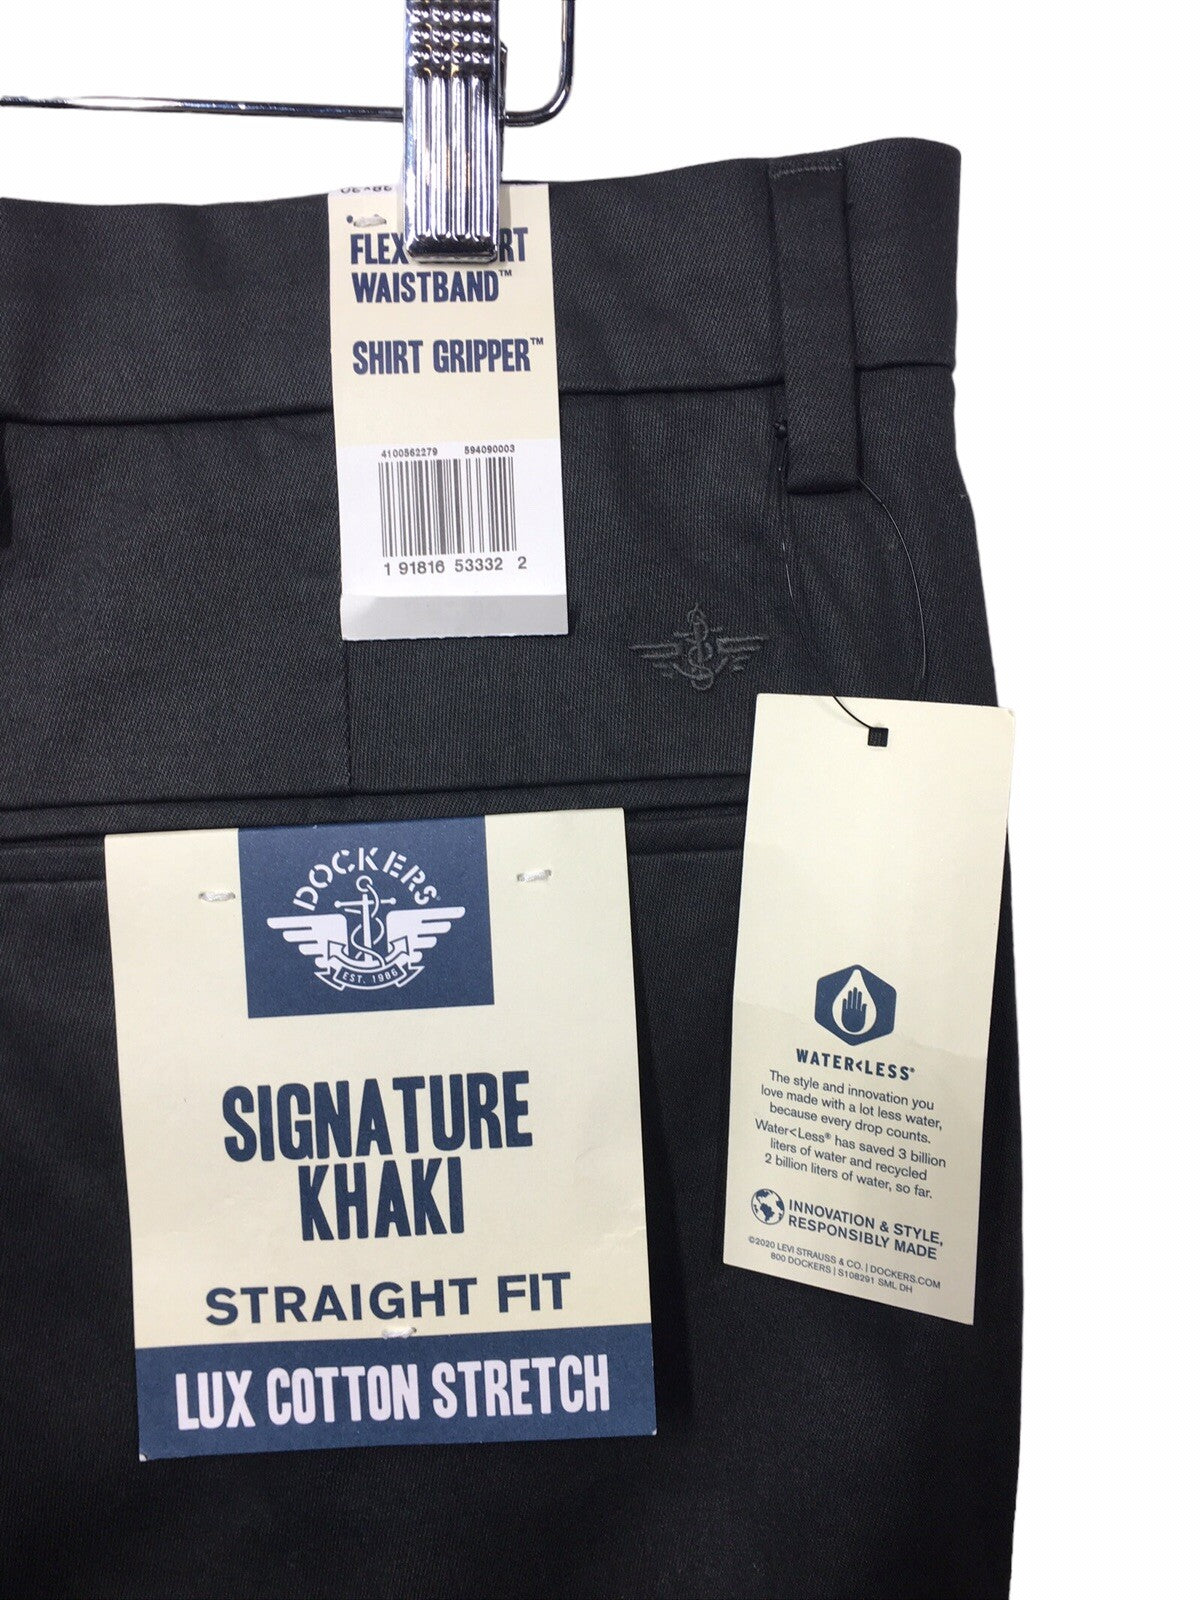 FLEX
WAISTBAND™
SHIRT GRIPPER™
4100562279 594090003
1 91816 53332 2
DOCKERS®
EST. 1986
SIGNATURE
KHAKI
STRAIGHT FIT
LUX COTTON STRETCH
WATER<LESS®
The style and innovation you
love made with a lot less water,
because every drop counts.
Water<Less® has saved 3 billion
liters of water and recycled
2 billion liters of water, so far.
INNOVATION & STYLE,
RESPONSIBLY MADE
©2020 LEVI STRAUSS & CO. | DOCKERS.COM
800 DOCKERS | S108291 SML DH